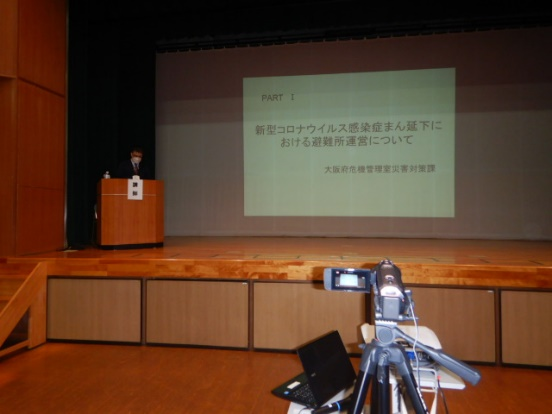 PART I
新型コロナウイルス感染症まん延下に
おける避難所運営について
大阪府危機管理室災害対策課
講師